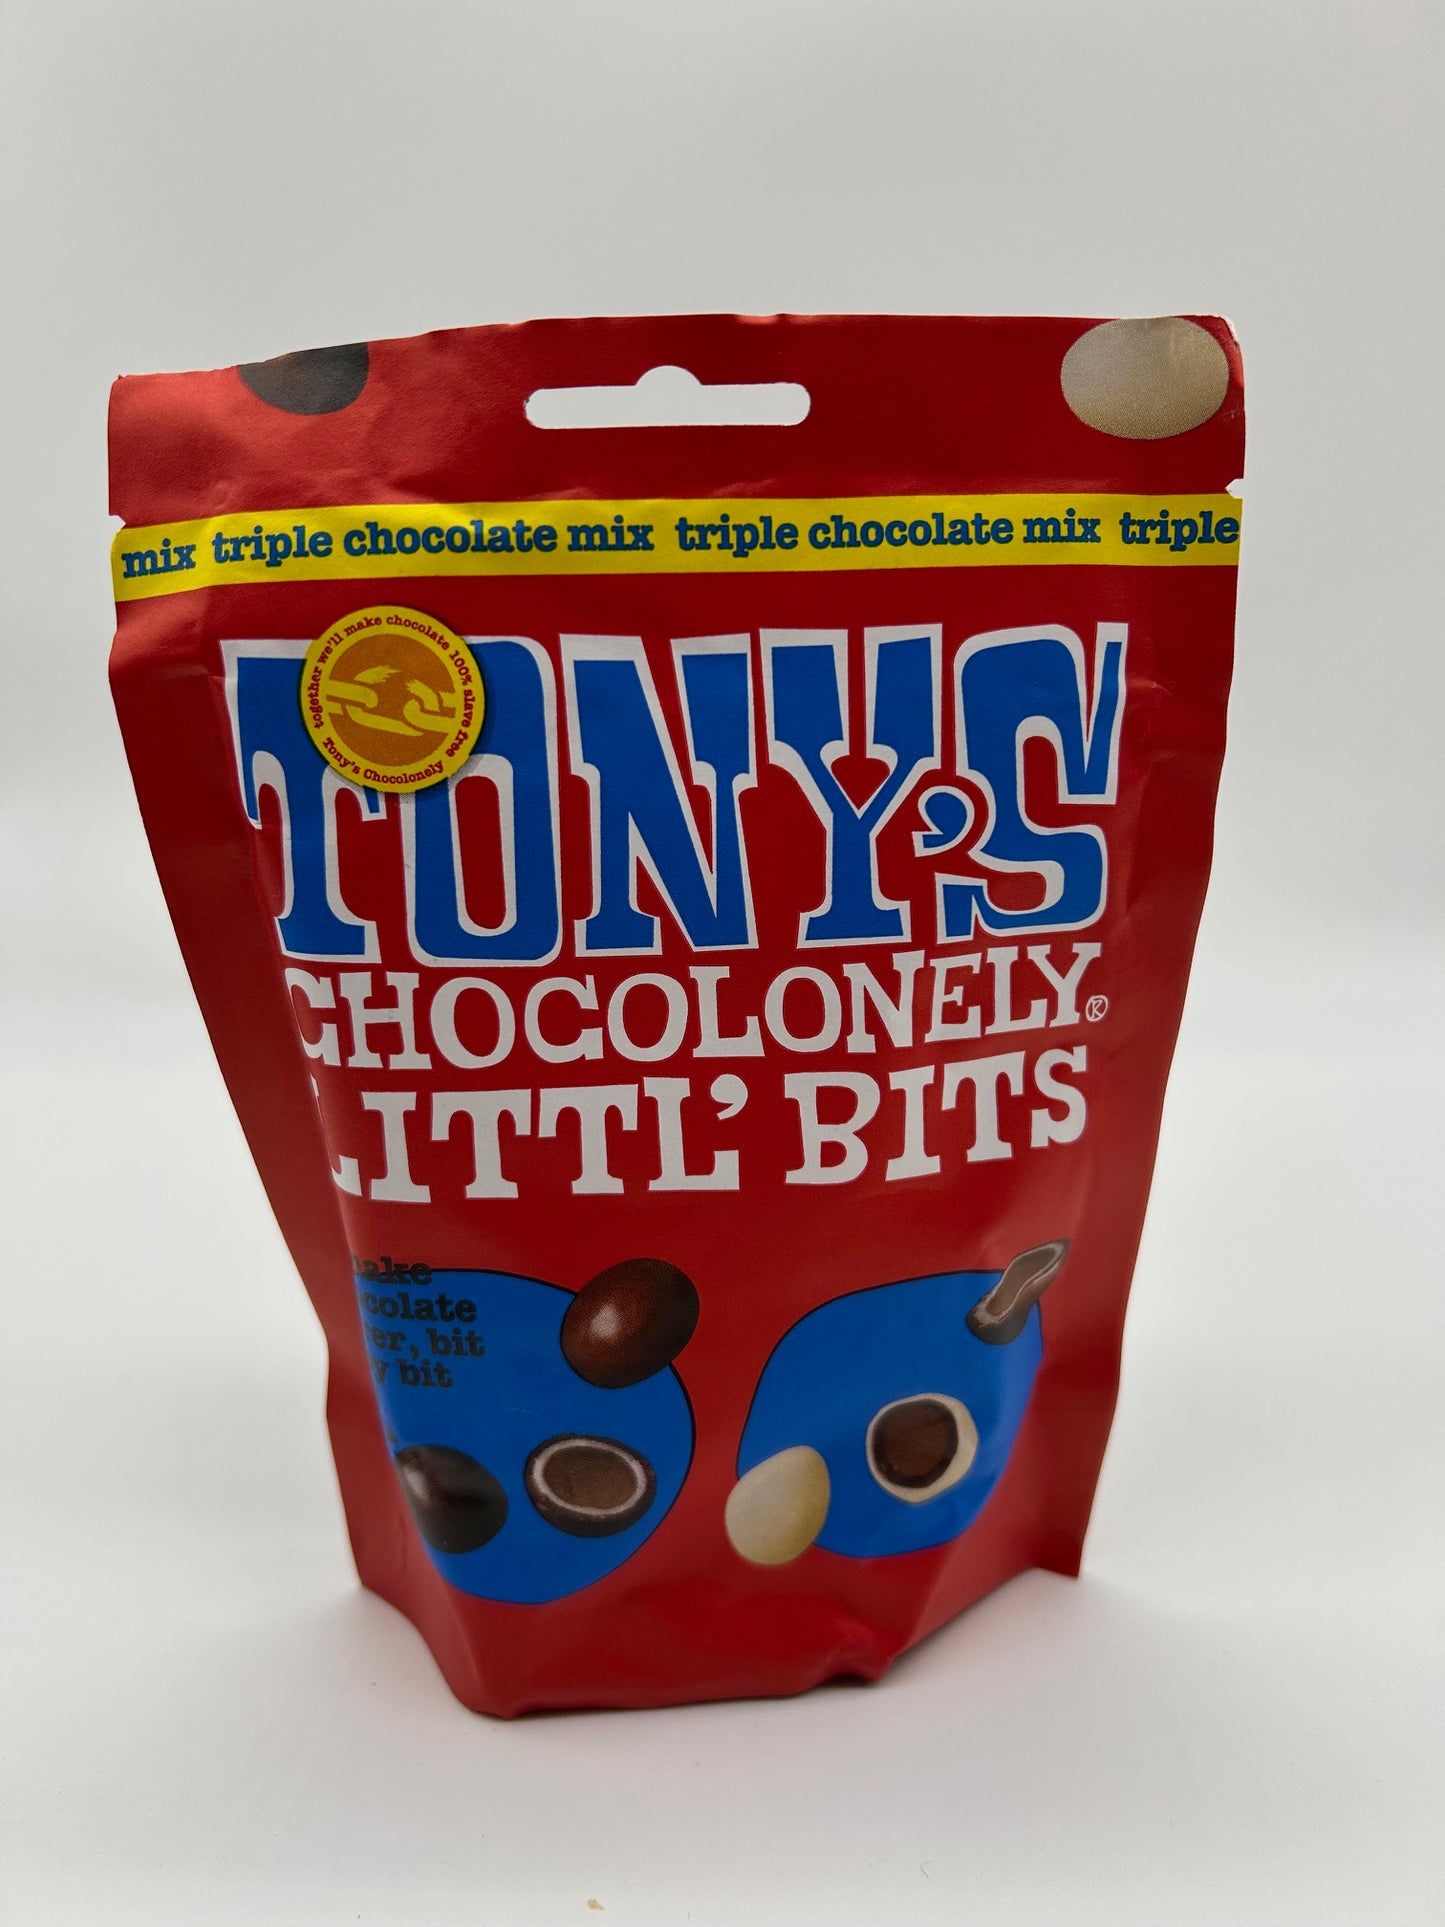 mix triple chocolate mix triple chocolate mix triple
together we'll make chocolate 100% slave free
Tony's Chocolonely
TONY'S
CHOCOLONELY®
LITTL' BITS
bit
bit